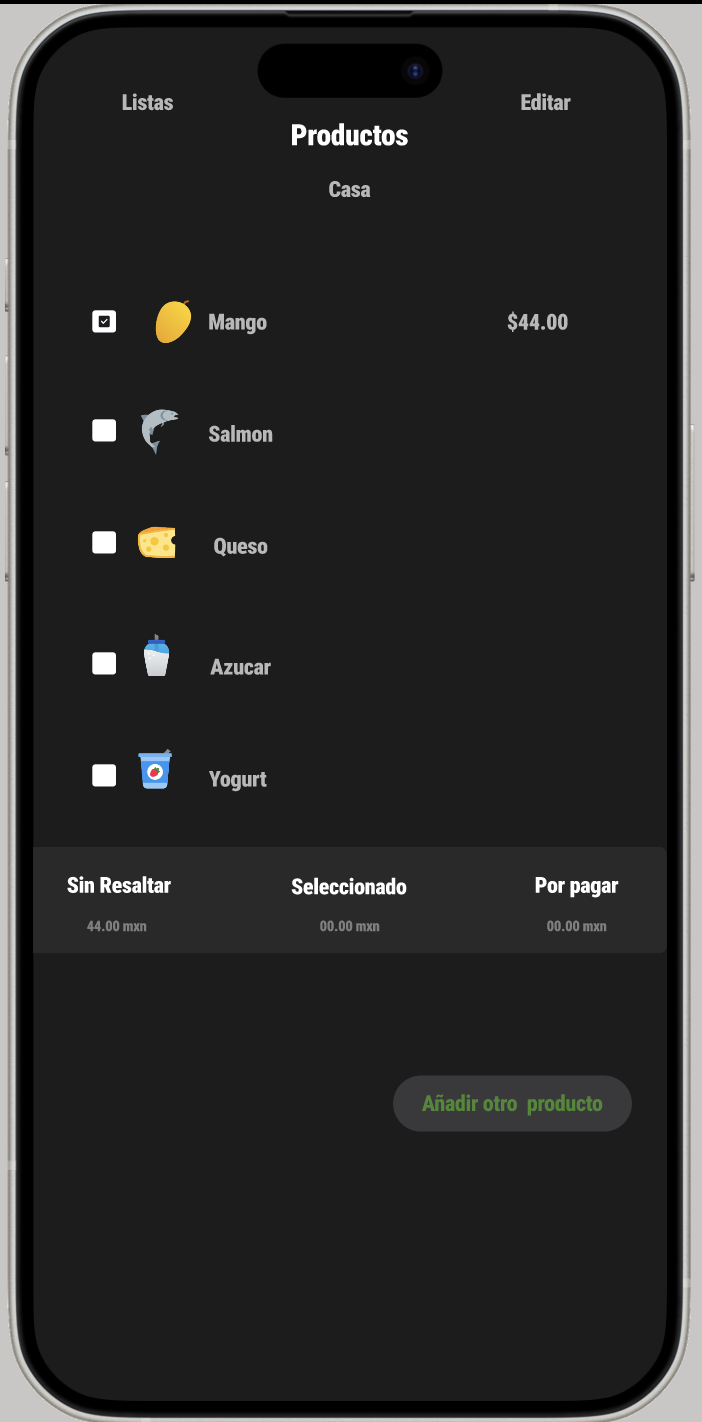 Listas Editar
Productos
Casa
Mango $44.00
Salmon
Queso
Azucar
Yogurt
Sin Resaltar Seleccionado Por pagar
44.00 mxn 00.00 mxn 00.00 mxn
Añadir otro producto